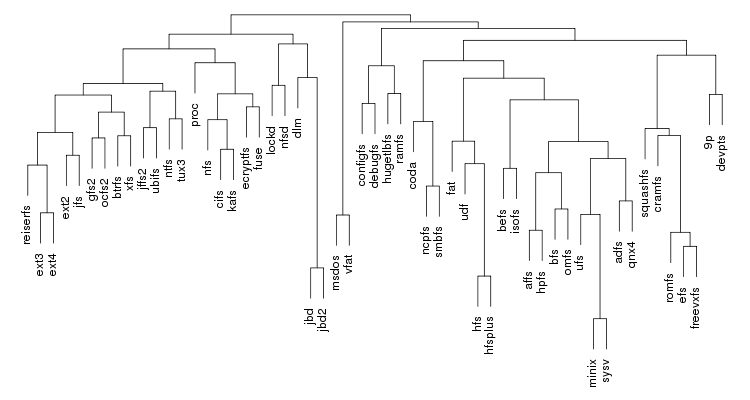 reiserfs
ext3
ext4
ext2
jfs
gfs2
ocfs2
btrfs
xfs
jffs2
ubifs
ntfs
tux3
proc
nfs
cifs
kafs
ecryptfs
fuse
lockd
nfsd
dlm
jbd
jbd2
msdos
vfat
configfs
debugfs
hugetlbfs
ramfs
coda
ncpfs
smbfs
fat
udf
hfs
hfsplus
befs
isofs
affs
hpfs
bfs
omfs
ufs
minix
sysv
adfs
qnx4
squashfs
cramfs
romfs
efs
freevxfs
9p
devpts